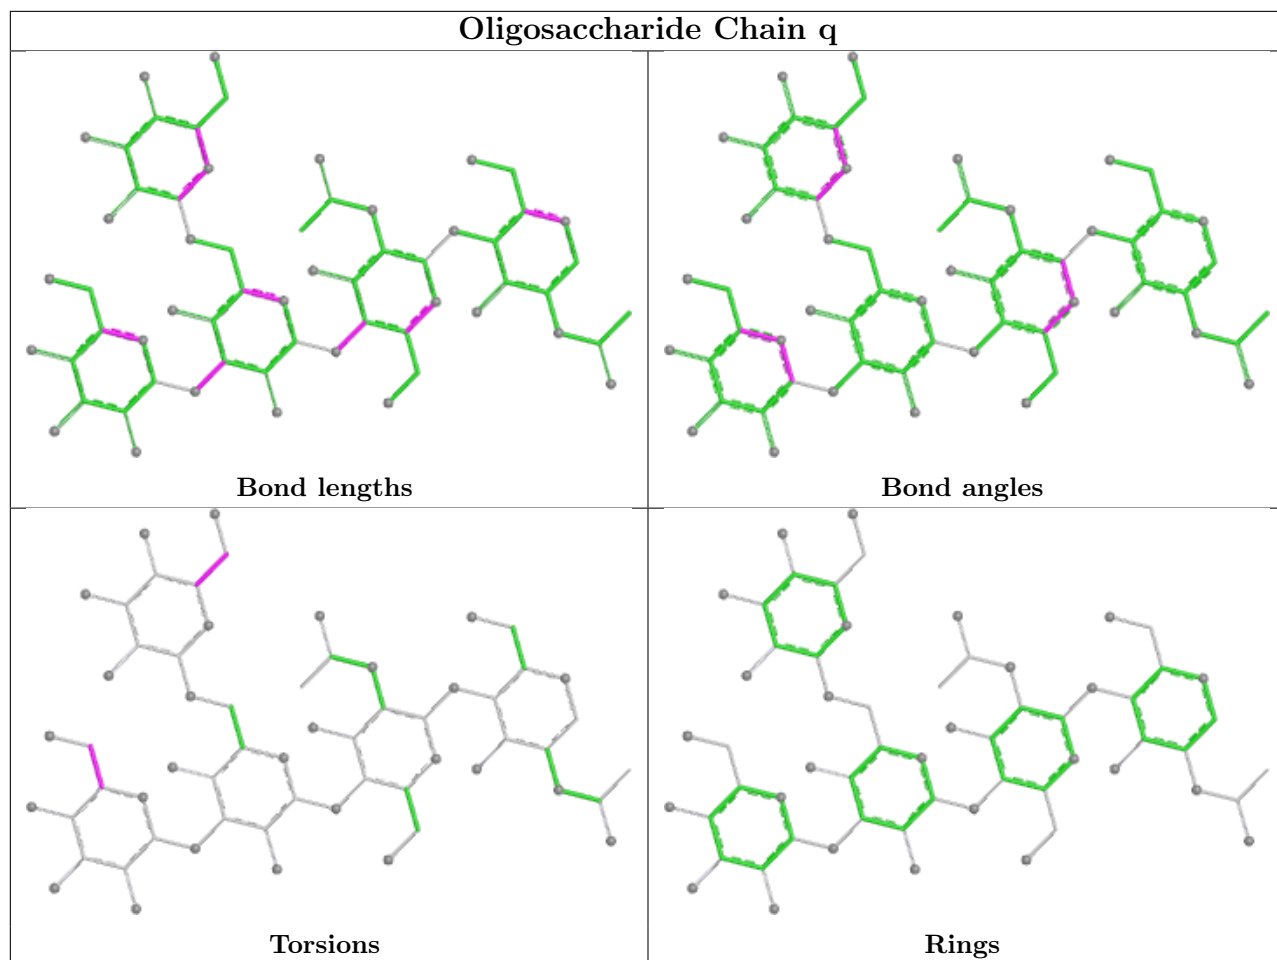 Oligosaccharide Chain q
Bond lengths
Bond angles
Torsions
Rings